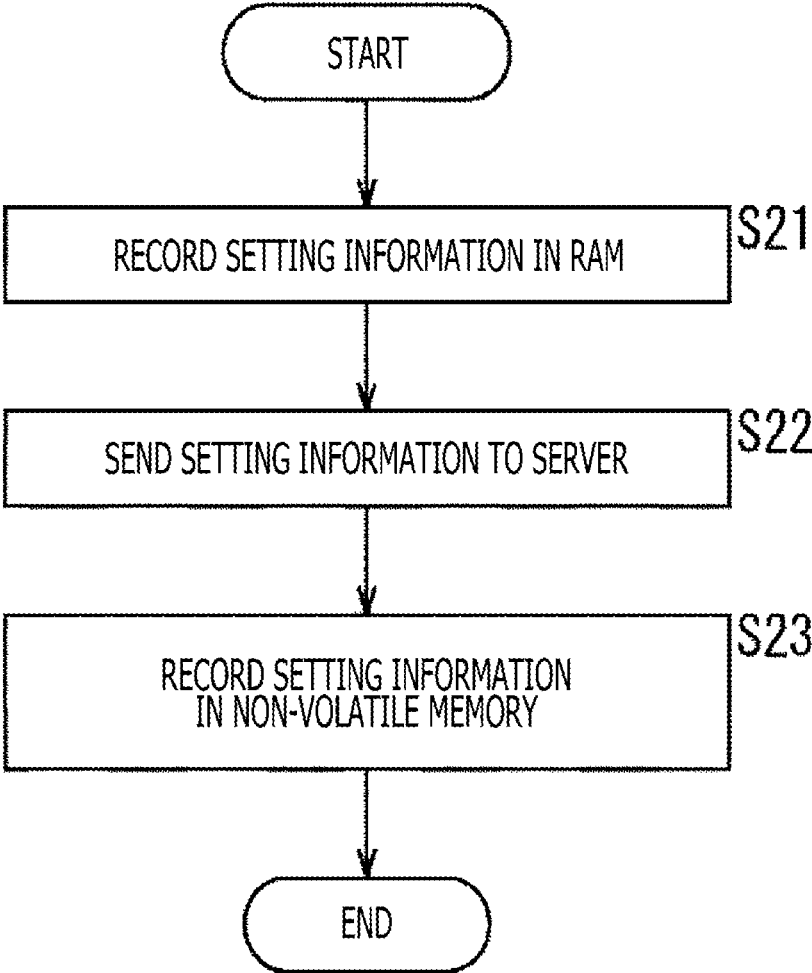 START
S21
RECORD SETTING INFORMATION IN RAM
S22
SEND SETTING INFORMATION TO SERVER
S23
RECORD SETTING INFORMATION
IN NON-VOLATILE MEMORY
END